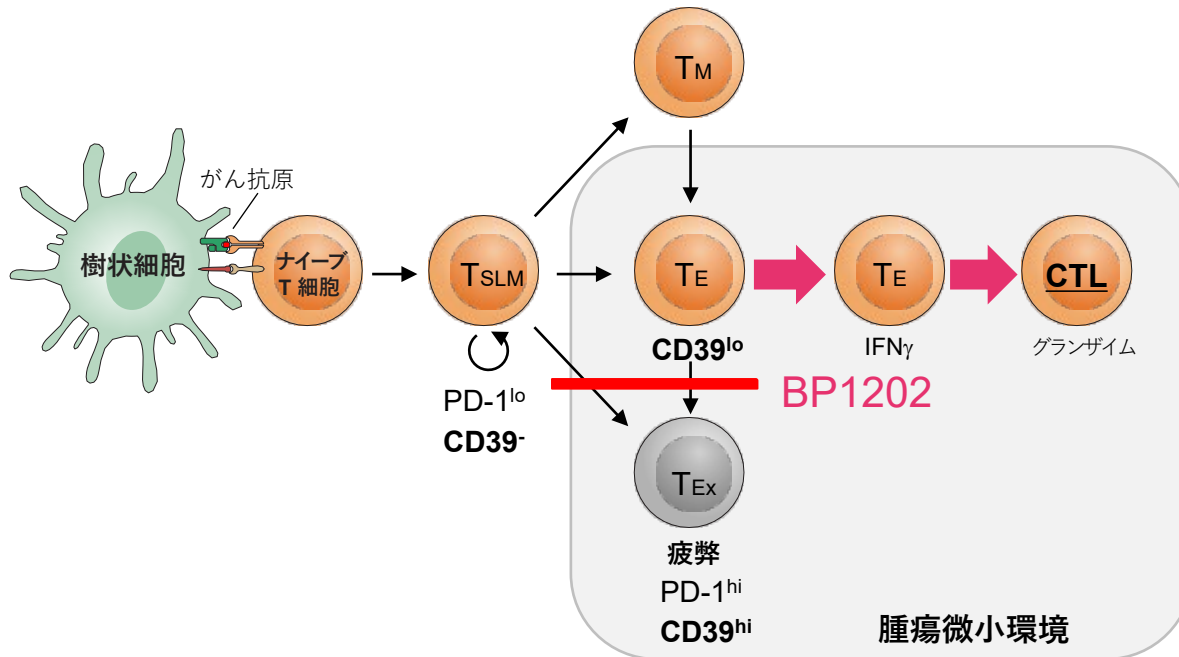 TM
がん抗原
樹状細胞
ナイーブ
T 細胞
TSLM
TE
TE
CTL
CD39lo
IFNγ
グランザイム
PD-1lo
CD39-
BP1202
TEx
疲弊
PD-1hi
CD39hi
腫瘍微小環境